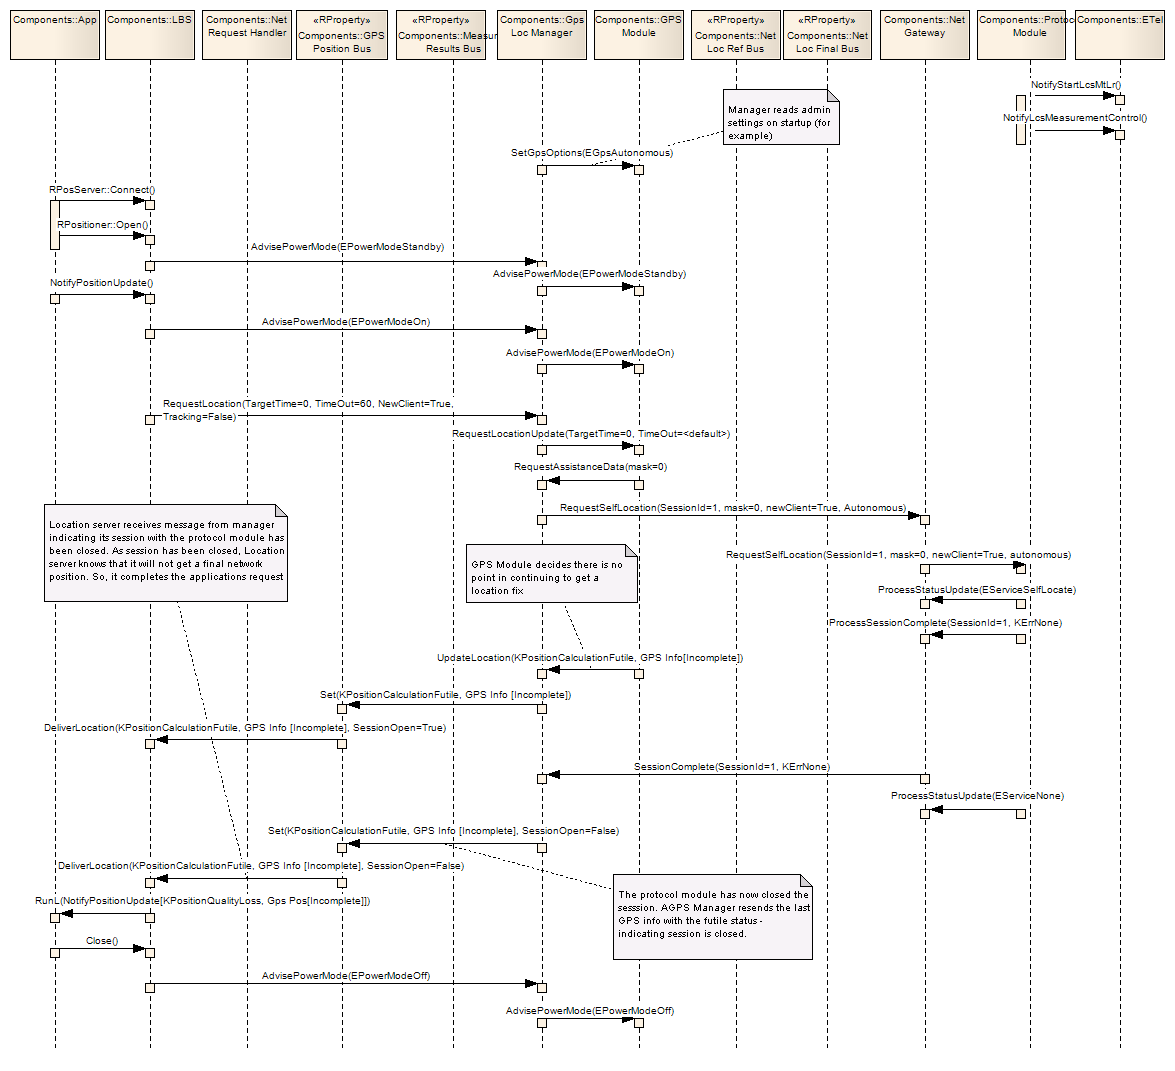 Components::App
Components::LBS
Components::Net
Request Handler
«RProperty»
Components::GPS
Position Bus
«RProperty»
Components::Measur
Results Bus
Components::Gps
Loc Manager
Components::GPS
Module
«RProperty»
Components::Net
Loc Ref Bus
«RProperty»
Components::Net
Loc Final Bus
Components::Net
Gateway
Components::Protoc
Module
Components::ETel
NotifyStartLcsMtLr()
Manager reads admin
settings on startup (for
example)
NotifyLcsMeasurementControl()
SetGpsOptions(EGpsAutonomous)
RPosServer::Connect()
RPositioner::Open()
AdvisePowerMode(EPowerModeStandby)
AdvisePowerMode(EPowerModeStandby)
NotifyPositionUpdate()
AdvisePowerMode(EPowerModeOn)
AdvisePowerMode(EPowerModeOn)
RequestLocation(TargetTime=0, TimeOut=60, NewClient=True,
Tracking=False)
RequestLocationUpdate(TargetTime=0, TimeOut=<default>)
RequestAssistanceData(mask=0)
RequestSelfLocation(SessionId=1, mask=0, newClient=True, Autonomous)
Location server receives message from manager
indicating its session with the protocol module has
been closed. As session has been closed, Location
server knows that it will not get a final network
position. So, it completes the applications request
RequestSelfLocation(SessionId=1, mask=0, newClient=True, autonomous)
GPS Module decides there is no
point in continuing to get a
location fix
ProcessStatusUpdate(EServiceSelfLocate)
ProcessSessionComplete(SessionId=1, KErrNone)
UpdateLocation(KPositionCalculationFutile, GPS Info[Incomplete])
Set(KPositionCalculationFutile, GPS Info [Incomplete])
DeliverLocation(KPositionCalculationFutile, GPS Info [Incomplete], SessionOpen=True)
SessionComplete(SessionId=1, KErrNone)
ProcessStatusUpdate(EServiceNone)
Set(KPositionCalculationFutile, GPS Info [Incomplete], SessionOpen=False)
DeliverLocation(KPositionCalculationFutile, GPS Info [Incomplete], SessionOpen=False)
The protocol module has now closed the
sesssion. AGPS Manager resends the last
GPS info with the futile status -
indicating session is closed.
RunL(NotifyPositionUpdate[KPositionQualityLoss, Gps Pos[Incomplete]])
Close()
AdvisePowerMode(EPowerModeOff)
AdvisePowerMode(EPowerModeOff)